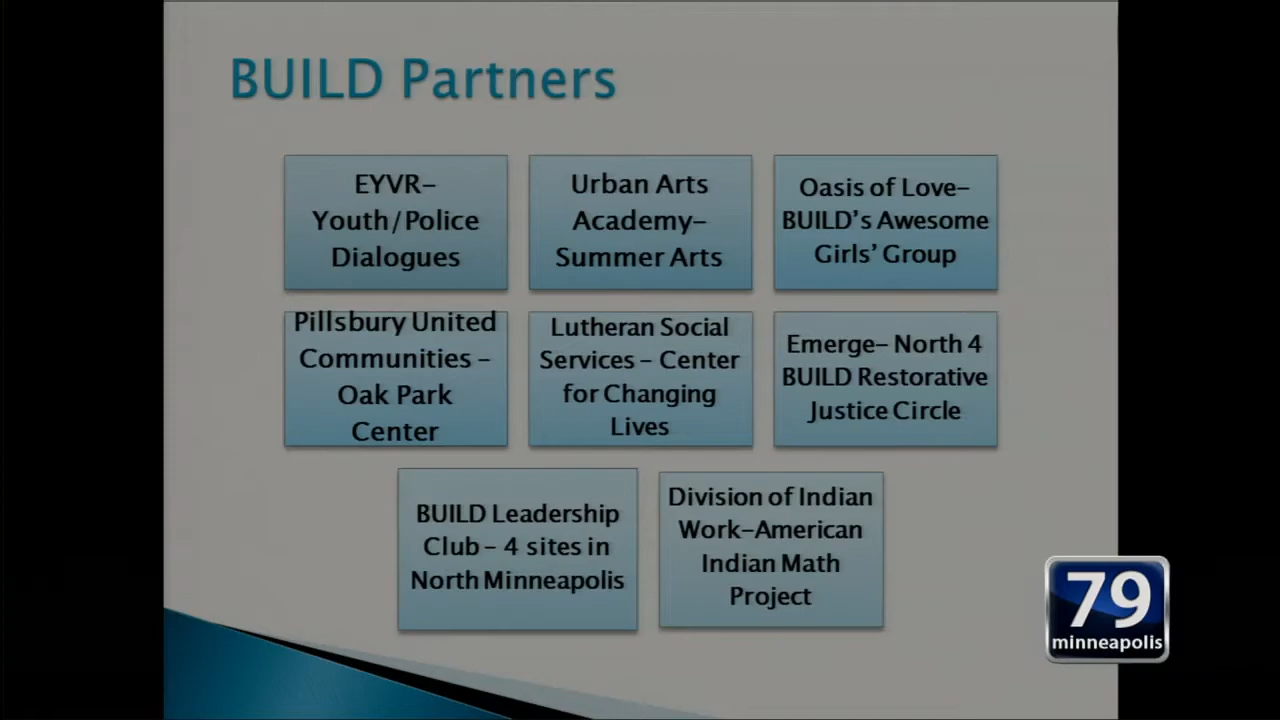 BUILD Partners
EYVR–
Youth/Police
Dialogues
Urban Arts
Academy–
Summer Arts
Oasis of Love–
BUILD's Awesome
Girls' Group
Pillsbury United
Communities –
Oak Park
Center
Lutheran Social
Services – Center
for Changing
Lives
Emerge– North 4
BUILD Restorative
Justice Circle
BUILD Leadership
Club – 4 sites in
North Minneapolis
Division of Indian
Work–American
Indian Math
Project
79
minneapolis